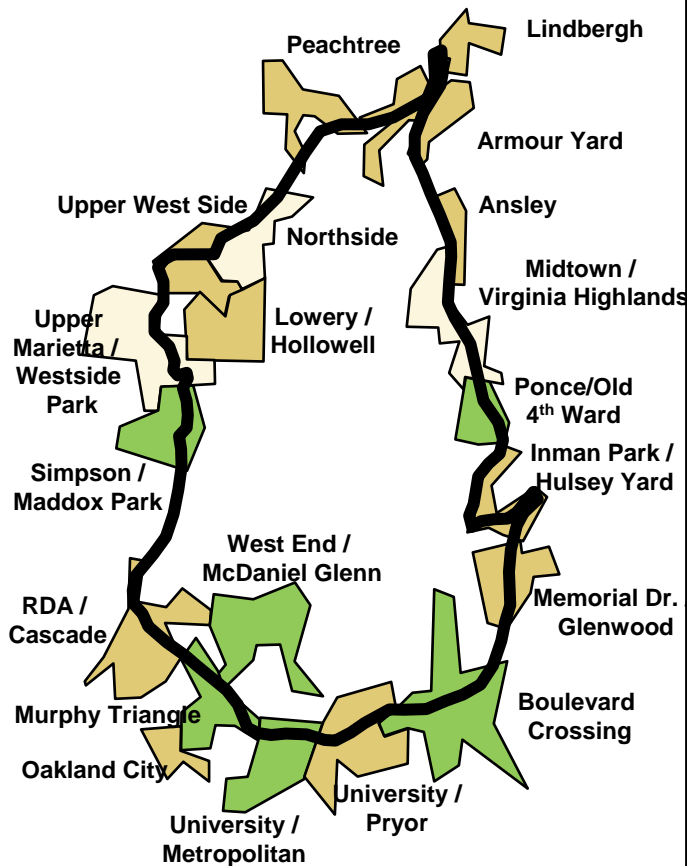 Lindbergh
Peachtree
Armour Yard
Upper West Side
Ansley
Northside
Midtown /
Virginia Highlands
Upper
Marietta /
Westside
Park
Lowery /
Hollowell
Ponce/Old
4th Ward
Simpson /
Maddox Park
Inman Park /
Hulsey Yard
West End /
McDaniel Glenn
RDA /
Cascade
Memorial Dr. /
Glenwood
Murphy Triangle
Boulevard
Crossing
Oakland City
University /
Pryor
University /
Metropolitan